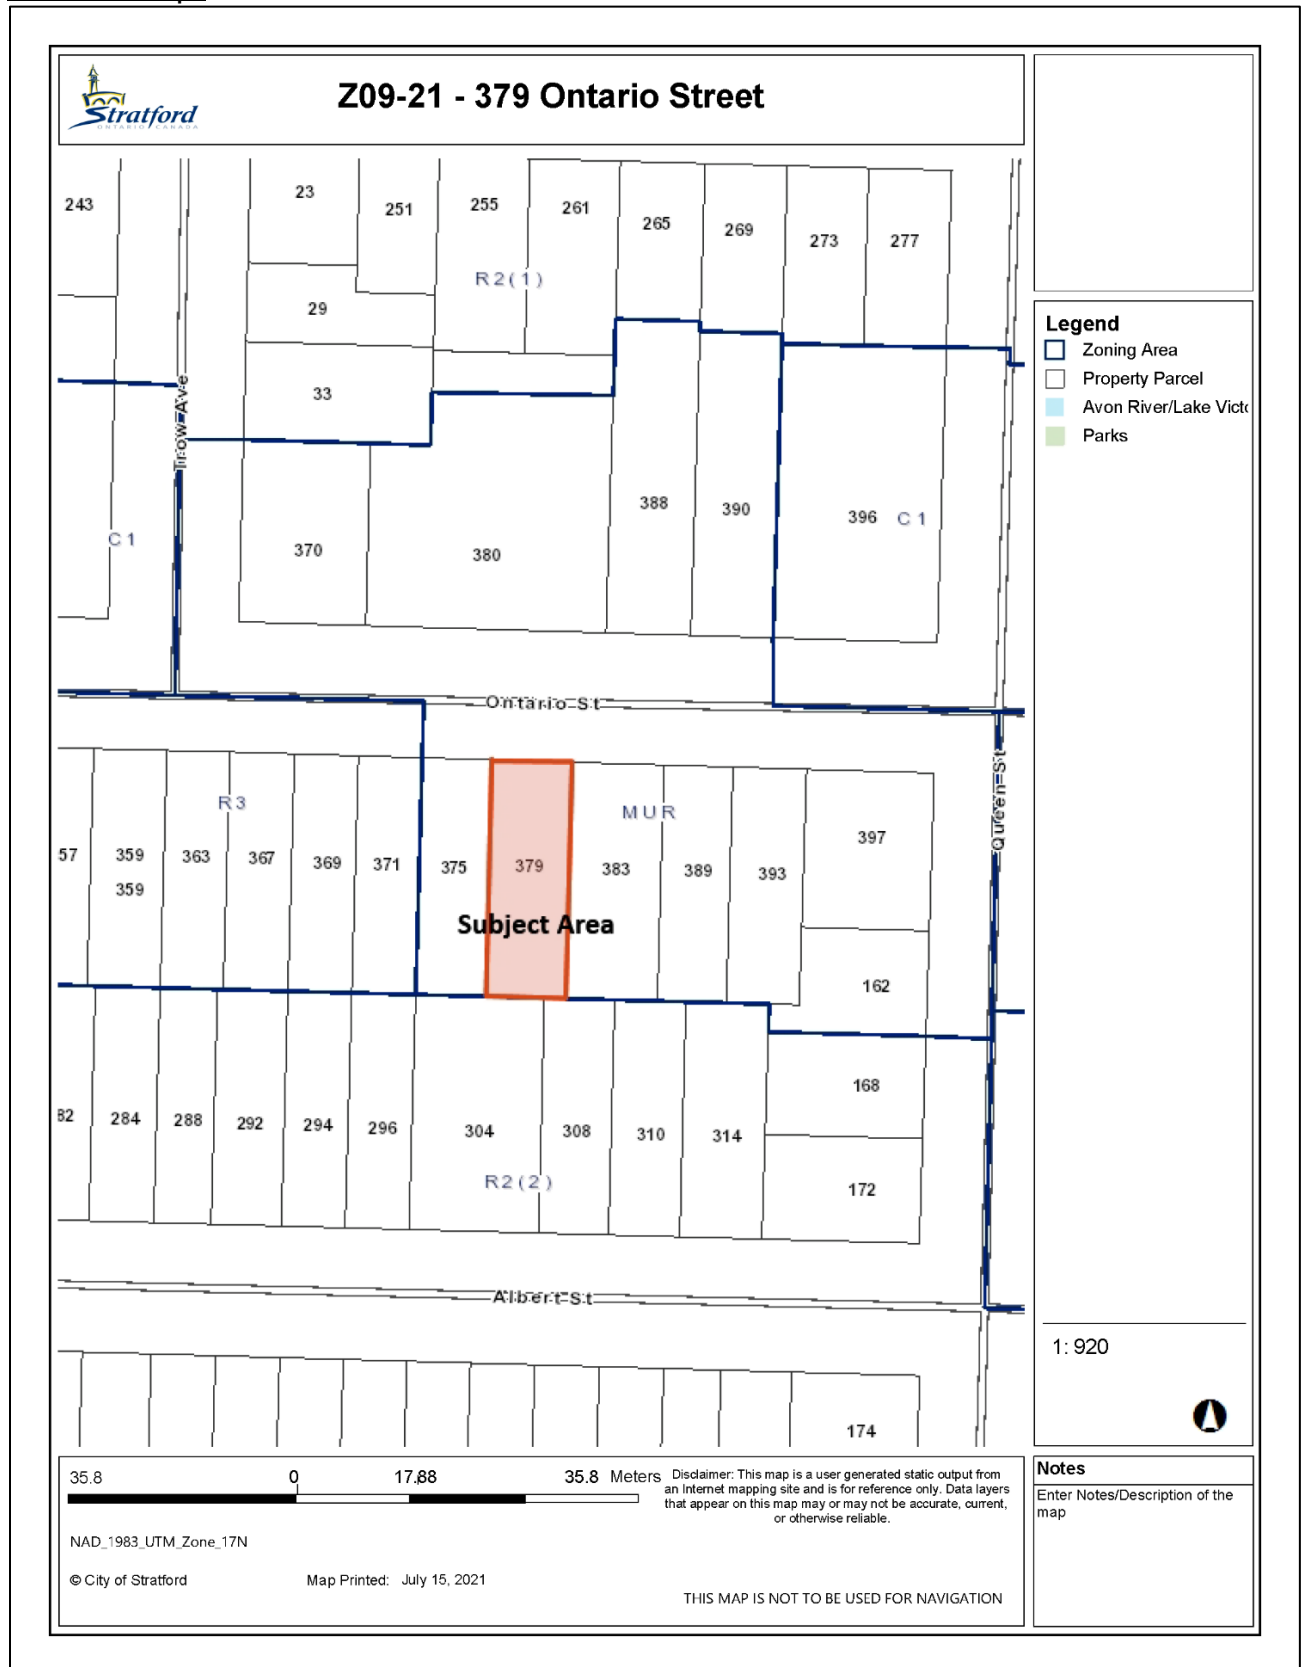 Stratford
ONTARIO CANADA
Z09-21 - 379 Ontario Street
243
23
251
255
261
265
269
273
277
R2(1)
29
33
Trow Ave
C1
370
380
388
390
396
C1
Ontario St
R3
MUR
Queen St
57
359
359
363
367
369
371
375
379
383
389
393
397
Subject Area
162
82
284
288
292
294
296
304
308
310
314
168
172
R2(2)
Albert St
174
Legend
Zoning Area
Property Parcel
Avon River/Lake Victo
Parks
1: 920
35.8 0 17.88 35.8 Meters
NAD_1983_UTM_Zone_17N
© City of Stratford Map Printed: July 15, 2021
Disclaimer: This map is a user generated static output from
an Internet mapping site and is for reference only. Data layers
that appear on this map may or may not be accurate, current,
or otherwise reliable.
THIS MAP IS NOT TO BE USED FOR NAVIGATION
Notes
Enter Notes/Description of the
map